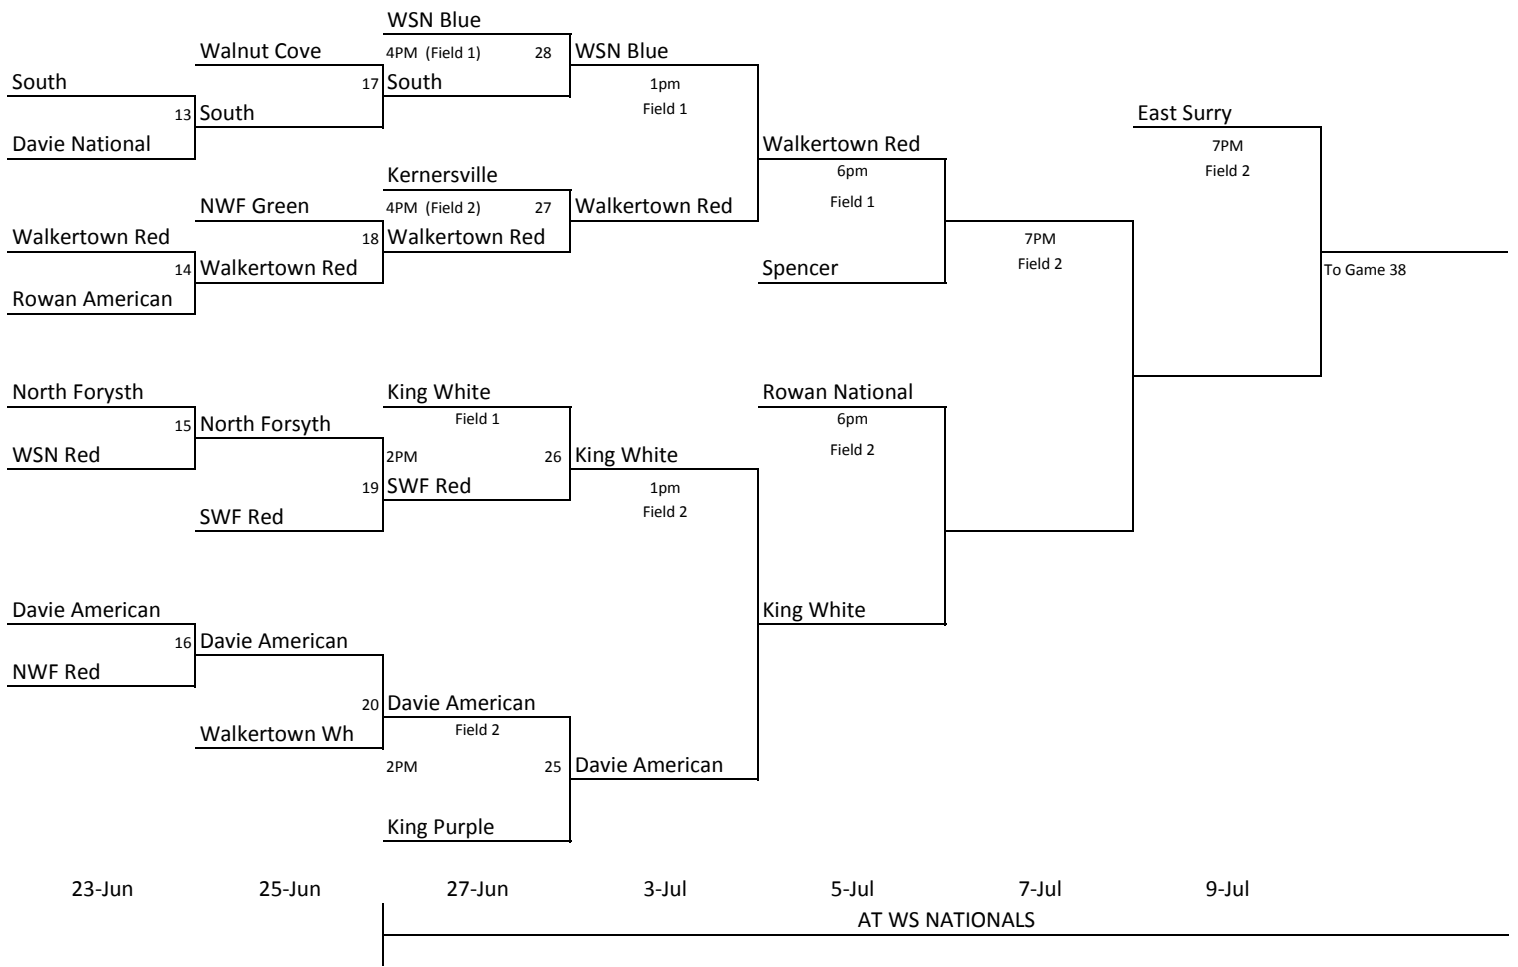 WSN Blue
Walnut Cove
4PM (Field 1) 28
WSN Blue
South
17
South
1pm
Field 1
13
South
East Surry
Davie National
Walkertown Red
7PM
6pm
Field 2
Kernersville
NWF Green
4PM (Field 2) 27
Walkertown Red
Field 1
Walkertown Red
18
Walkertown Red
7PM
Field 2
14
Walkertown Red
Spencer
To Game 38
Rowan American
North Forysth
King White
Rowan National
Field 1
6pm
15
North Forsyth
Field 2
WSN Red
2PM 26
King White
19
SWF Red
1pm
Field 2
SWF Red
Davie American
King White
16
Davie American
NWF Red
20
Davie American
Field 2
Walkertown Wh
2PM 25
Davie American
King Purple
23-Jun 25-Jun 27-Jun 3-Jul 5-Jul 7-Jul 9-Jul
AT WS NATIONALS